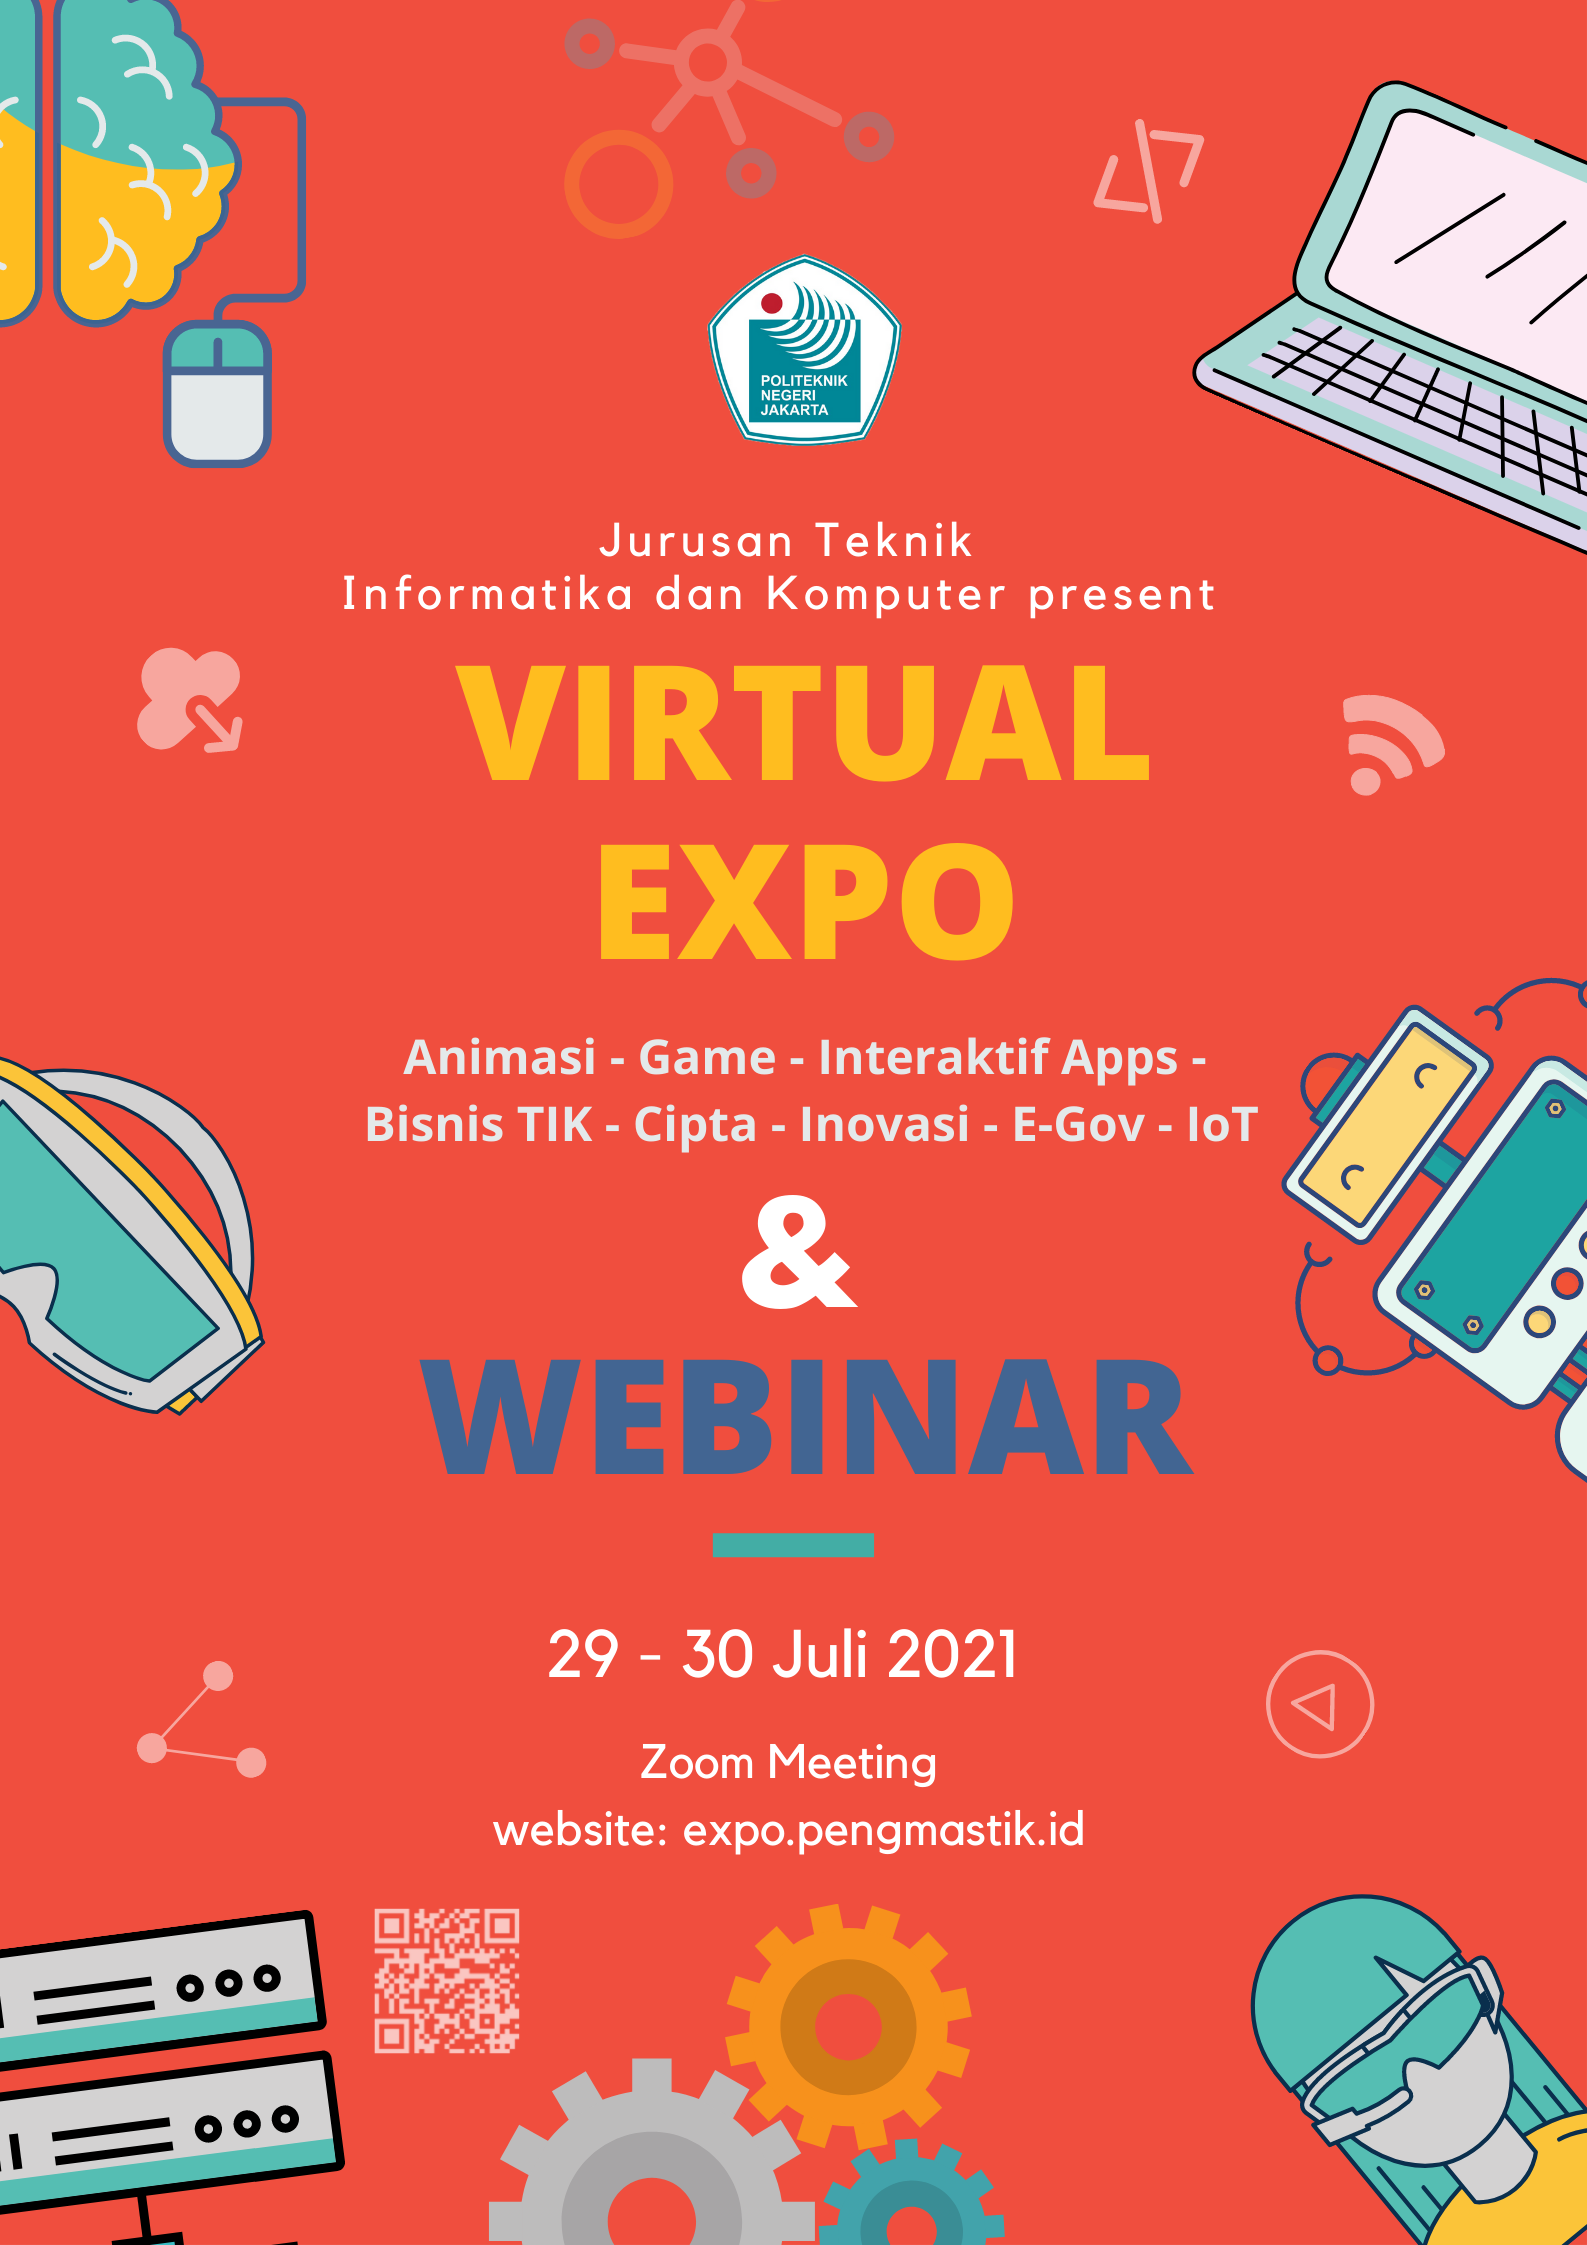 POLITEKNIK
NEGERI
JAKARTA
Jurusan Teknik
Informatika dan Komputer present
VIRTUAL
EXPO
Animasi - Game - Interaktif Apps -
Bisnis TIK - Cipta - Inovasi - E-Gov - IoT
&
WEBINAR
29 - 30 Juli 2021
Zoom Meeting
website: expo.pengmastik.id